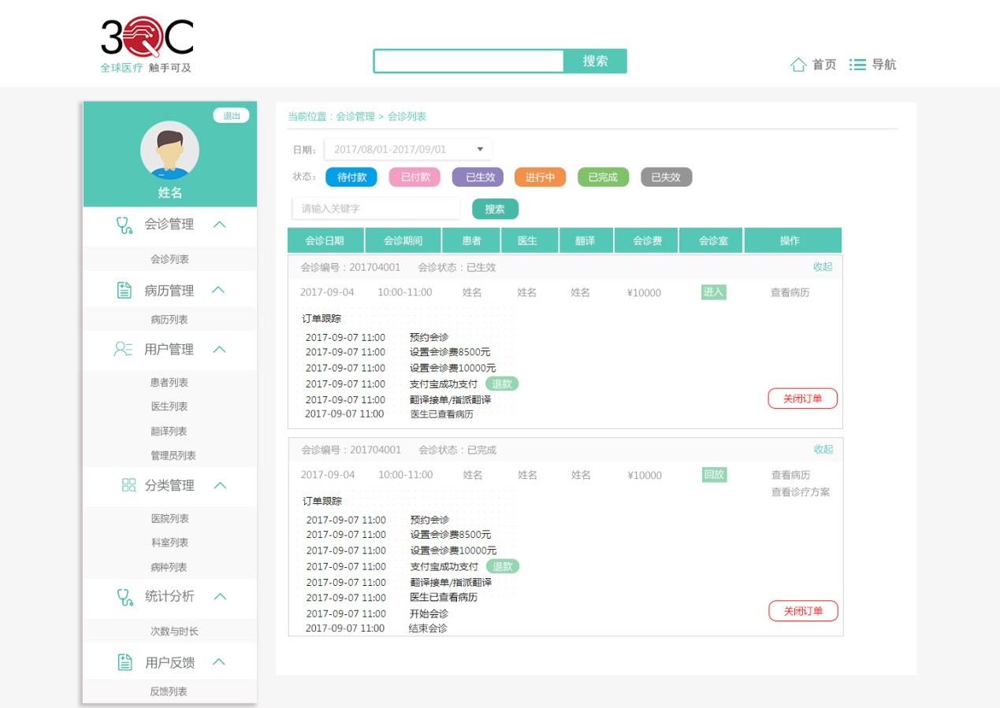 3QC
全球医疗 触手可及
搜索
首页 导航
退出
姓名
会诊管理
会诊列表
病历管理
病历列表
用户管理
患者列表
医生列表
翻译列表
管理员列表
分类管理
医院列表
科室列表
病种列表
统计分析
次数与时长
用户反馈
反馈列表
当前位置：会诊管理 > 会诊列表
日期： 2017/08/01-2017/09/01
状态： 待付款 已付款 已生效 进行中 已完成 已失效
请输入关键字 搜索
会诊日期 会诊期间 患者 医生 翻译 会诊费 会诊室 操作
会诊编号：201704001 会诊状态：已生效 收起
2017-09-04 10:00-11:00 姓名 姓名 姓名 ¥10000 进入 查看病历
订单跟踪
2017-09-07 11:00 预约会诊
2017-09-07 11:00 设置会诊费8500元
2017-09-07 11:00 设置会诊费10000元
2017-09-07 11:00 支付宝成功支付 退款
2017-09-07 11:00 翻译接单/指派翻译
2017-09-07 11:00 医生已查看病历
关闭订单
会诊编号：201704001 会诊状态：已完成 收起
2017-09-04 10:00-11:00 姓名 姓名 姓名 ¥10000 回放 查看病历
查看诊疗方案
订单跟踪
2017-09-07 11:00 预约会诊
2017-09-07 11:00 设置会诊费8500元
2017-09-07 11:00 设置会诊费10000元
2017-09-07 11:00 支付宝成功支付 退款
2017-09-07 11:00 翻译接单/指派翻译
2017-09-07 11:00 医生已查看病历
2017-09-07 11:00 开始会诊
2017-09-07 11:00 结束会诊
关闭订单